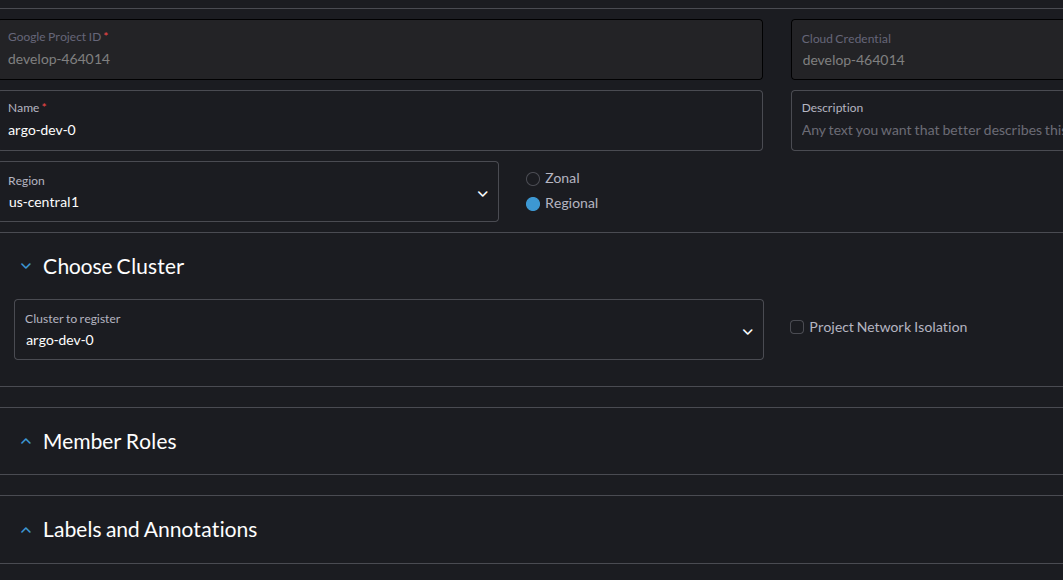 Google Project ID *
develop-464014
Cloud Credential
develop-464014
Name *
argo-dev-0
Description
Any text you want that better describes this
Region
us-central1
Zonal
Regional
Choose Cluster
Cluster to register
argo-dev-0
Project Network Isolation
Member Roles
Labels and Annotations